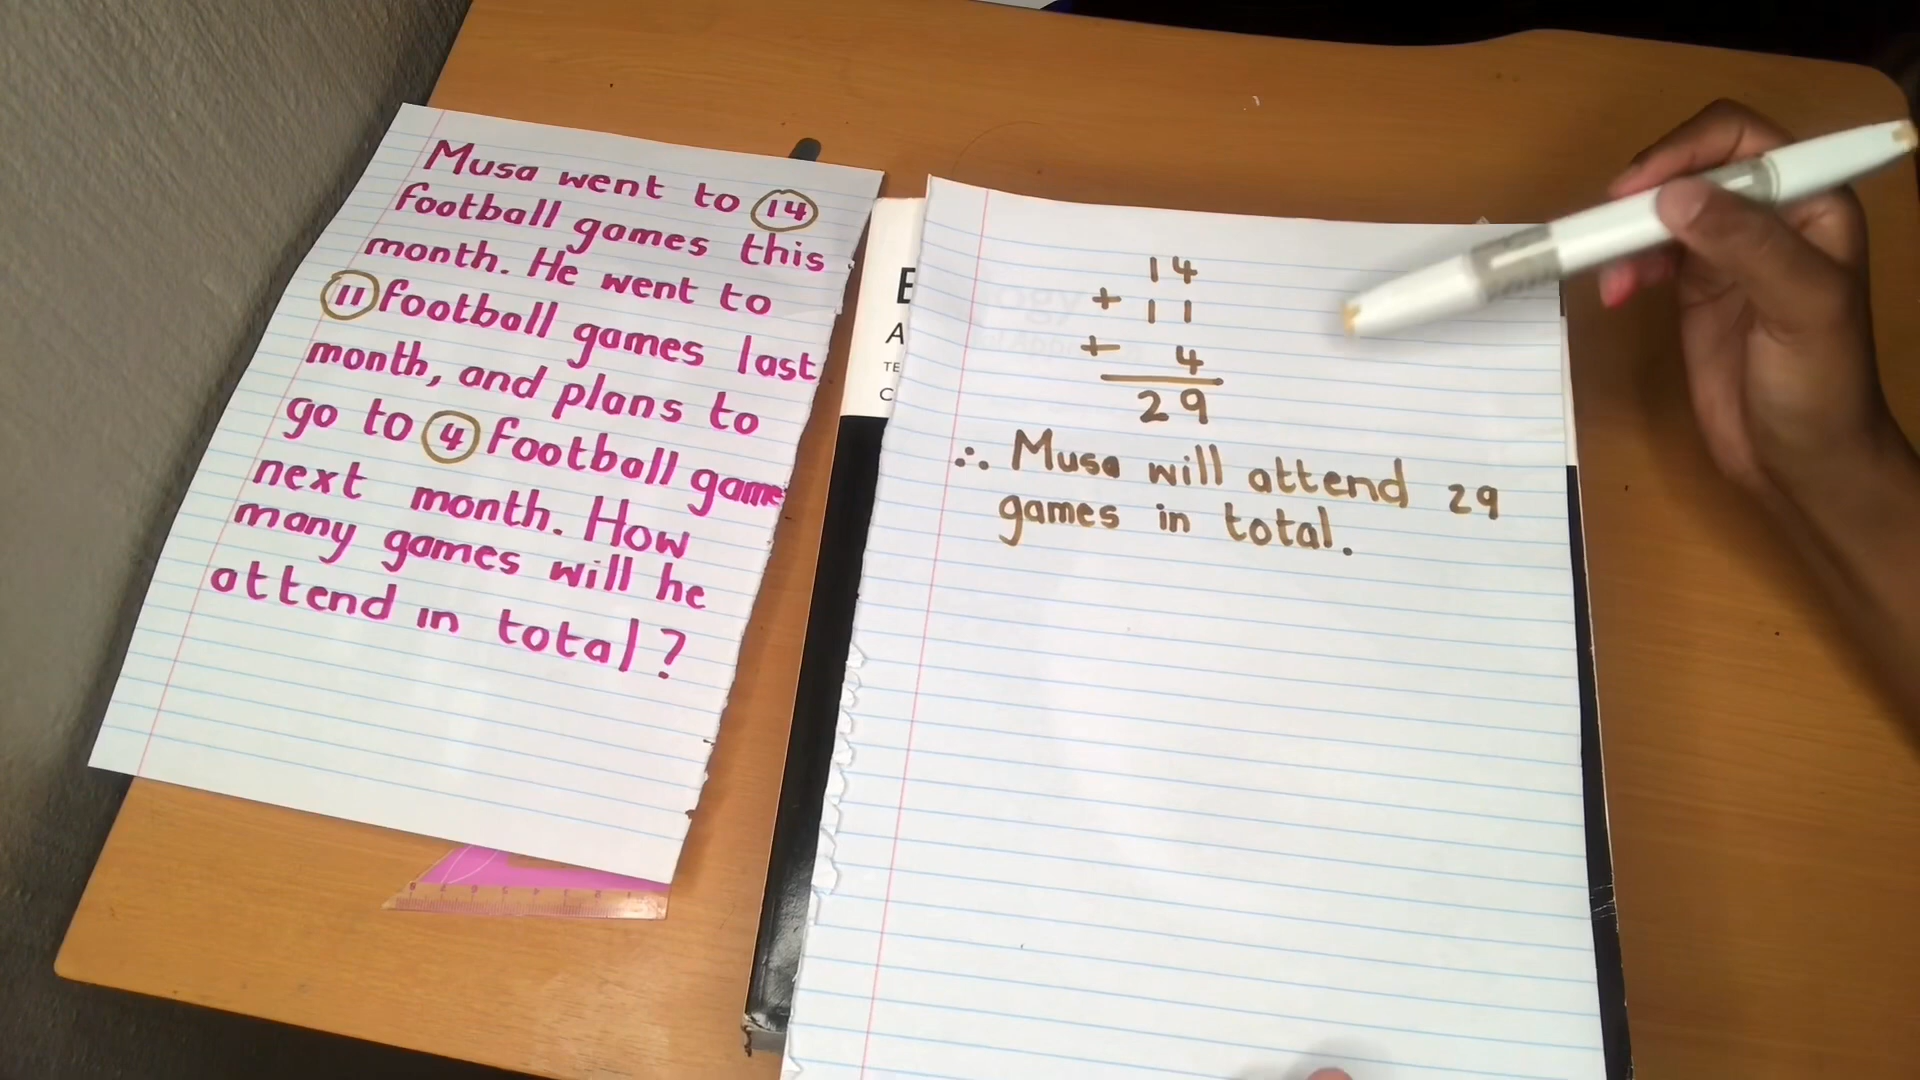 Musa went to 14
football games this
month. He went to
11 football games last
month, and plans to
go to 4 football game
next month. How
many games will he
attend in total?
14
+ 11
+ 4
29
∴ Musa will attend 29
games in total.